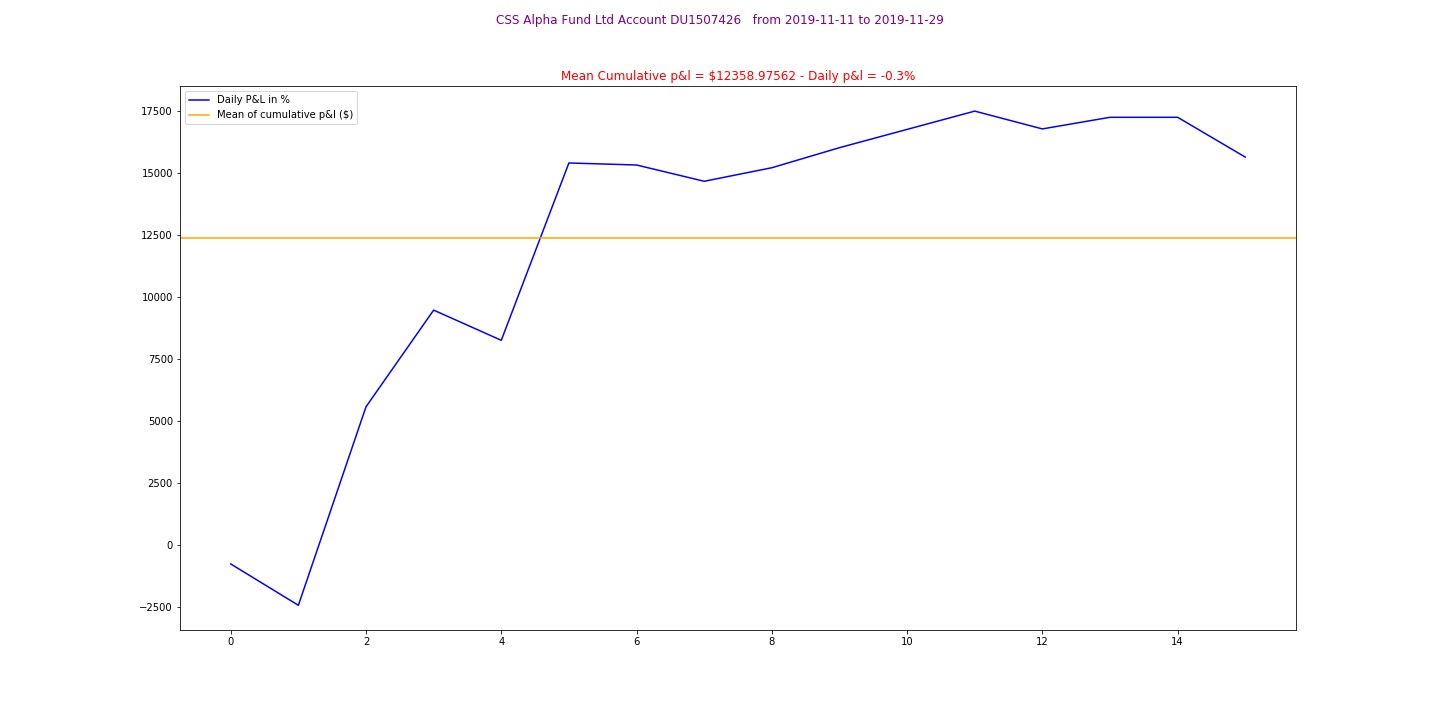 CSS Alpha Fund Ltd Account DU1507426   from 2019-11-11 to 2019-11-29
Mean Cumulative p&l = $12358.97562 - Daily p&l = -0.3%
Daily P&L in %
Mean of cumulative p&l ($)
17500
15000
12500
10000
7500
5000
2500
0
−2500
0 2 4 6 8 10 12 14